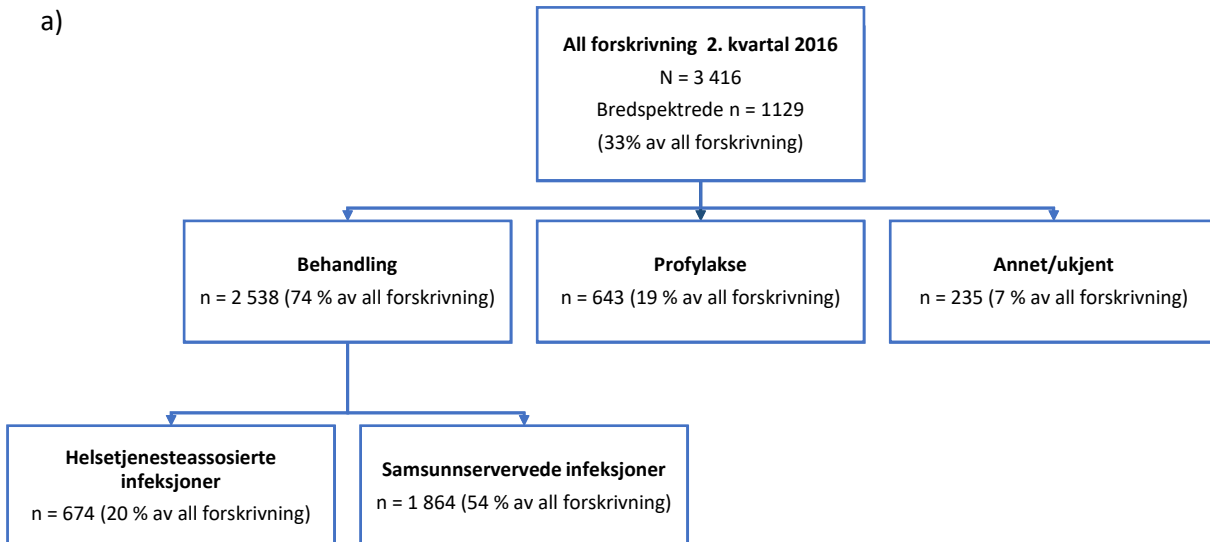 a)
All forskrivning 2. kvartal 2016
N = 3 416
Bredspektrede n = 1129
(33% av all forskrivning)
Behandling
n = 2 538 (74 % av all forskrivning)
Profylakse
n = 643 (19 % av all forskrivning)
Annet/ukjent
n = 235 (7 % av all forskrivning)
Helsetjenesteassosierte
infeksjoner
n = 674 (20 % av all forskrivning)
Samsunnservervede infeksjoner
n = 1 864 (54 % av all forskrivning)